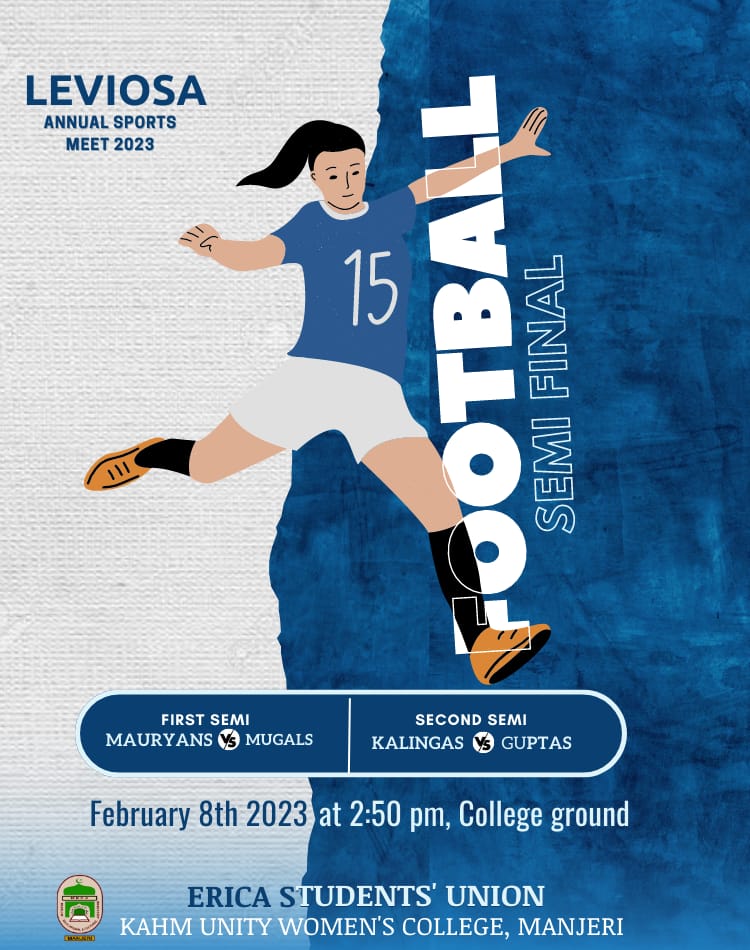 LEVIOSA
ANNUAL SPORTS
MEET 2023
15
FOOTBALL
SEMI FINAL
FIRST SEMI
MAURYANS VS MUGALS
SECOND SEMI
KALINGAS VS GUPTAS
February 8th 2023 at 2:50 pm, College ground
ERICA STUDENTS' UNION
KAHM UNITY WOMEN'S COLLEGE, MANJERI
MANJERI